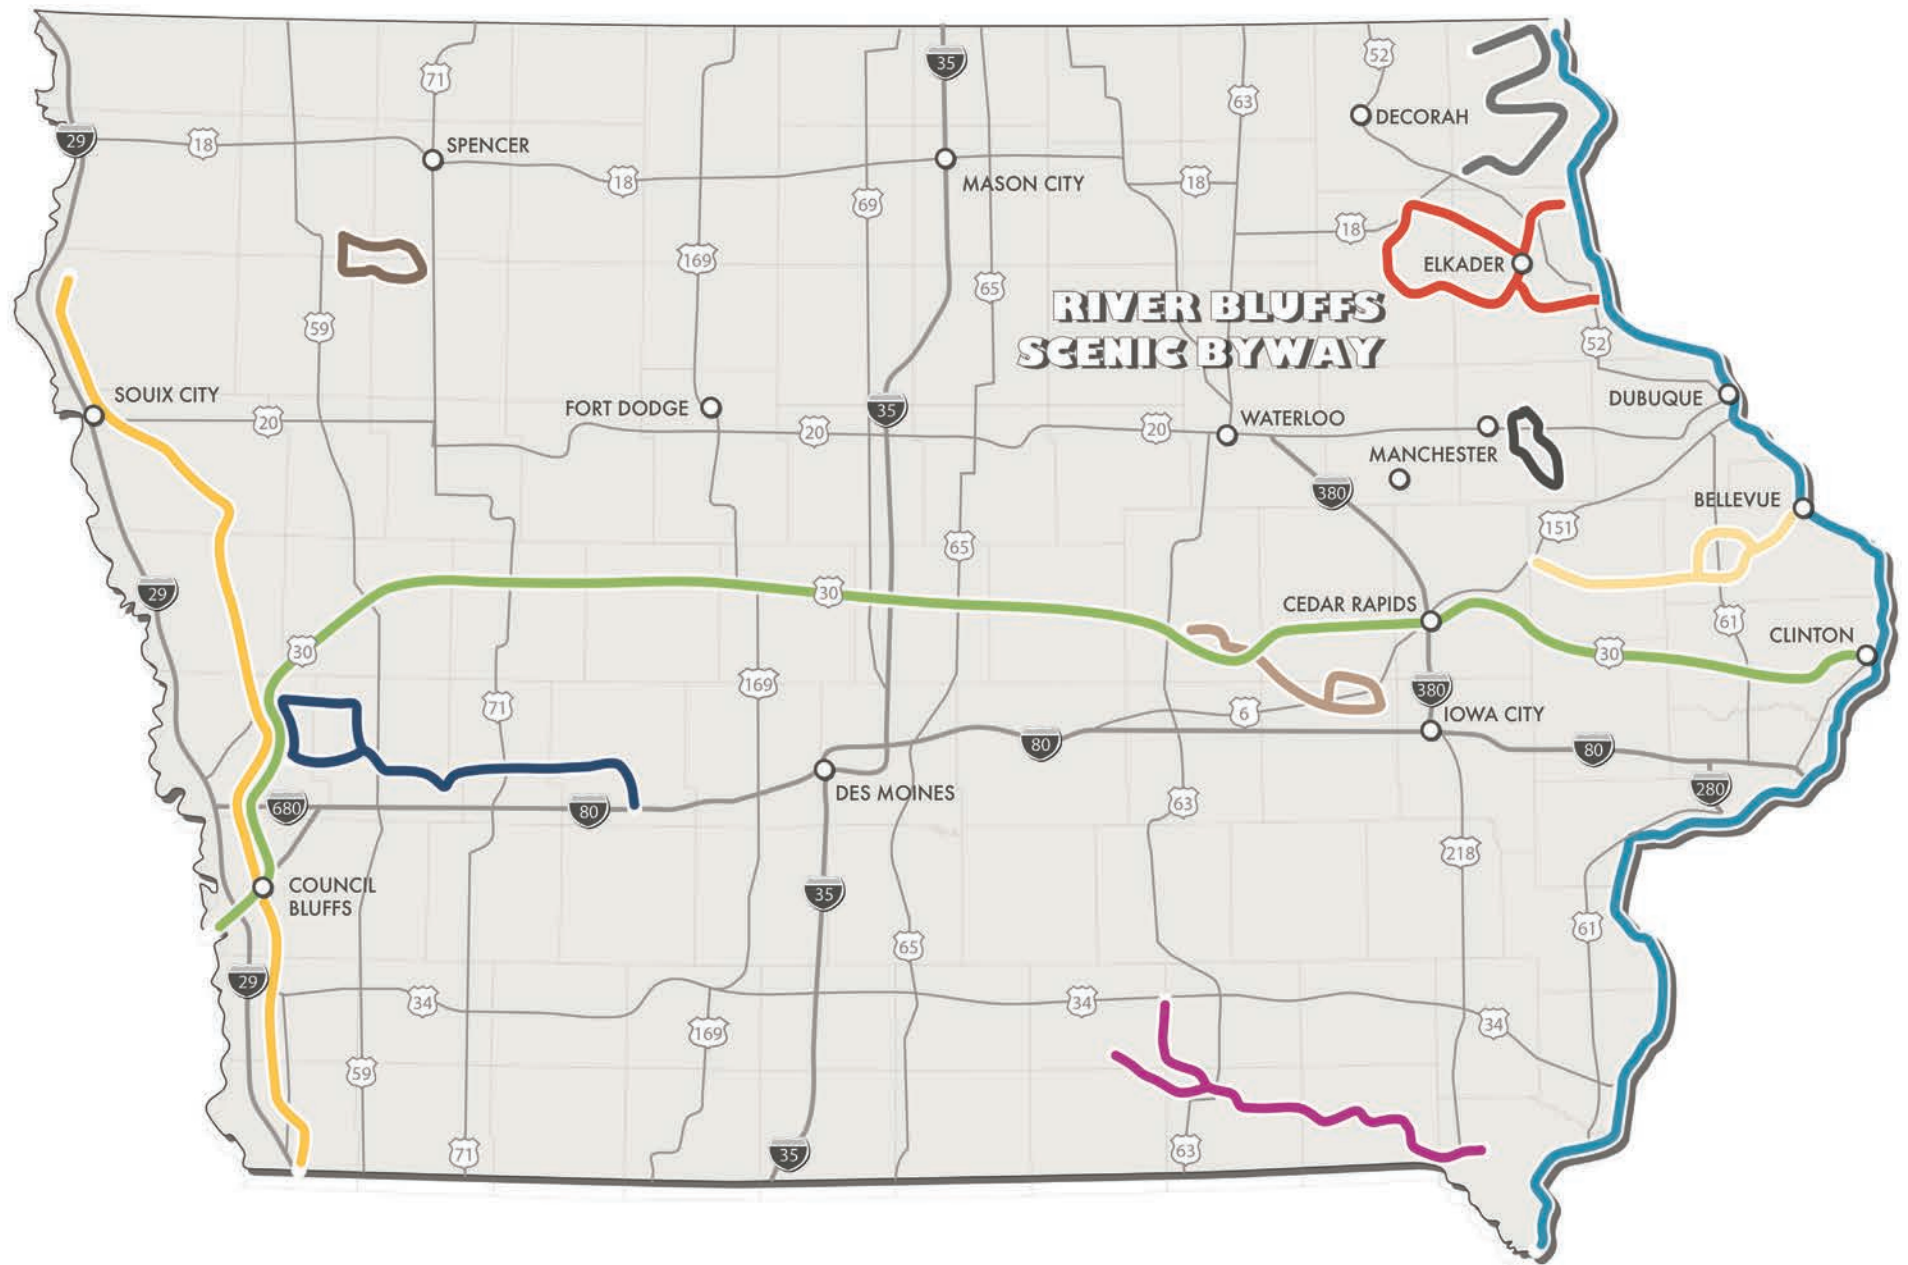 35
52
71
63
DECORAH
29
18
SPENCER
18
MASON CITY
18
69
18
169
ELKADER
65
RIVER BLUFFS
SCENIC BYWAY
59
52
SOUIX CITY
20
FORT DODGE
35
20
20
WATERLOO
DUBUQUE
MANCHESTER
380
BELLEVUE
151
65
29
30
CEDAR RAPIDS
61
CLINTON
30
30
169
380
71
6
IOWA CITY
80
80
DES MOINES
280
680
80
63
218
COUNCIL
BLUFFS
35
61
65
29
34
34
34
169
59
71
35
63